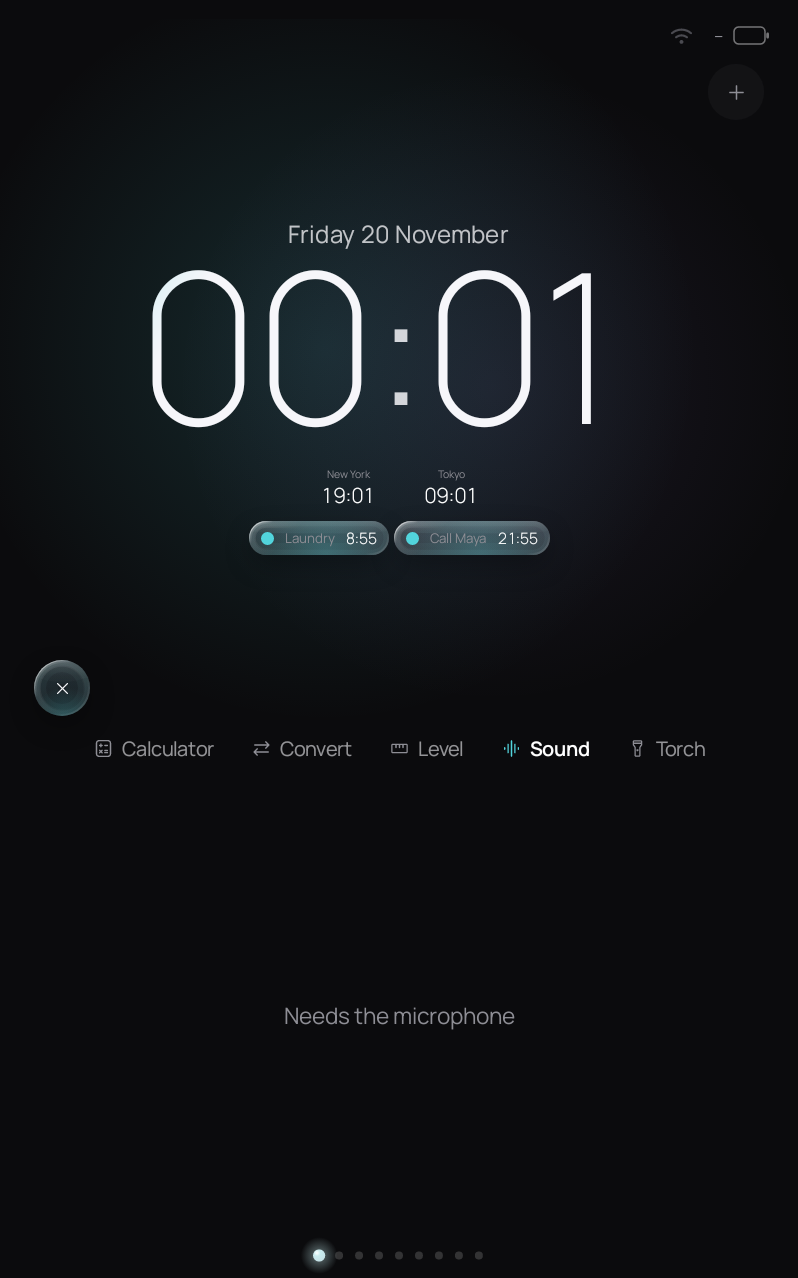 –
+
Friday 20 November
00:01
New York Tokyo
19:01 09:01
Laundry 8:55 Call Maya 21:55
Calculator Convert Level Sound Torch
Needs the microphone